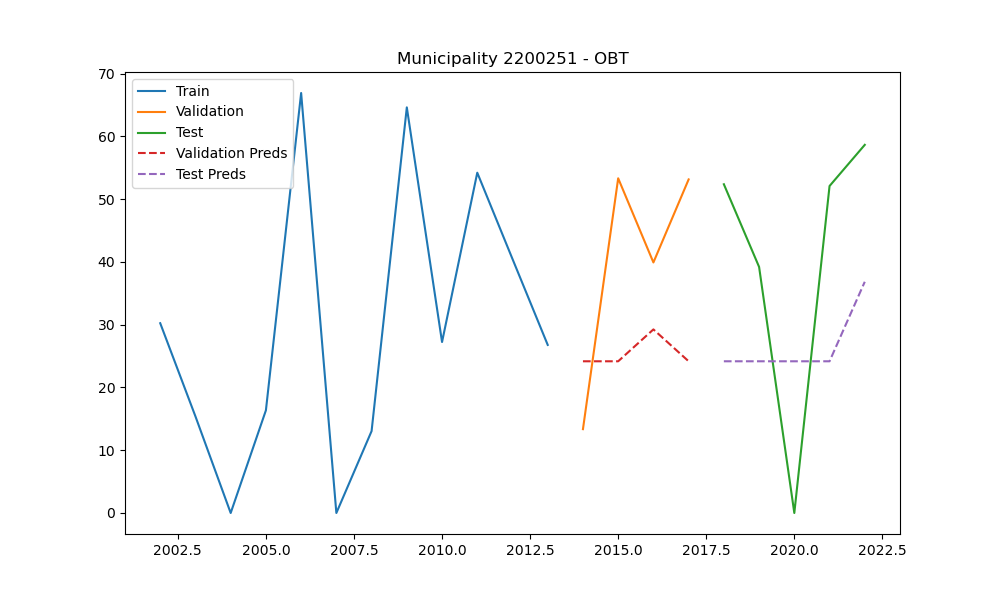 Municipality 2200251 - OBT
70
60
50
40
30
20
10
0
Train
Validation
Test
Validation Preds
Test Preds
2002.5 2005.0 2007.5 2010.0 2012.5 2015.0 2017.5 2020.0 2022.5